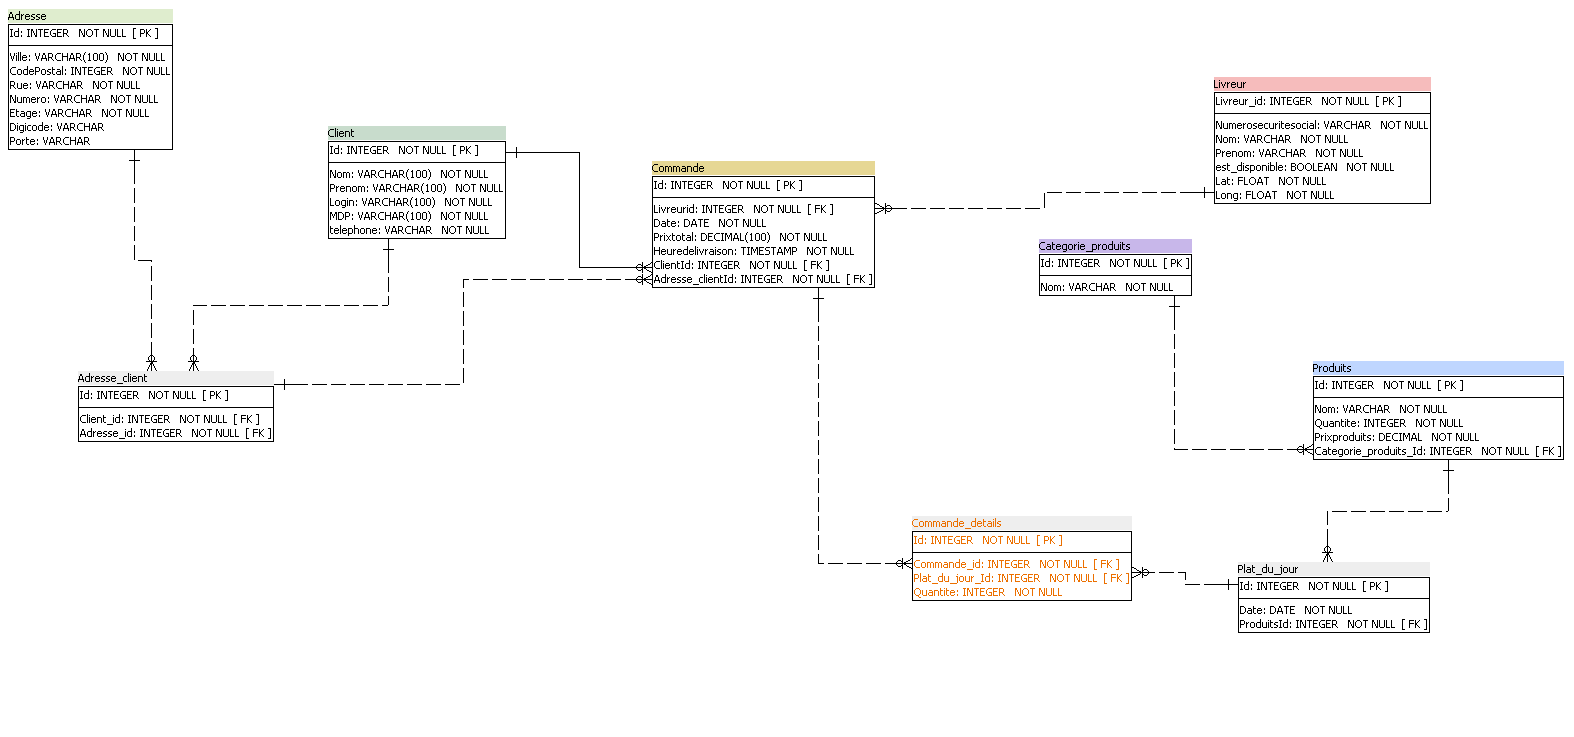 Adresse
Id: INTEGER NOT NULL [ PK ]
Ville: VARCHAR(100) NOT NULL
CodePostal: INTEGER NOT NULL
Rue: VARCHAR NOT NULL
Numero: VARCHAR NOT NULL
Etage: VARCHAR NOT NULL
Digicode: VARCHAR
Porte: VARCHAR
Client
Id: INTEGER NOT NULL [ PK ]
Nom: VARCHAR(100) NOT NULL
Prenom: VARCHAR(100) NOT NULL
Login: VARCHAR(100) NOT NULL
MDP: VARCHAR(100) NOT NULL
telephone: VARCHAR NOT NULL
Adresse_client
Id: INTEGER NOT NULL [ PK ]
Client_id: INTEGER NOT NULL [ FK ]
Adresse_id: INTEGER NOT NULL [ FK ]
Commande
Id: INTEGER NOT NULL [ PK ]
Livreurid: INTEGER NOT NULL [ FK ]
Date: DATE NOT NULL
Prixtotal: DECIMAL(100) NOT NULL
Heuredelivraison: TIMESTAMP NOT NULL
ClientId: INTEGER NOT NULL [ FK ]
Adresse_clientId: INTEGER NOT NULL [ FK ]
Livreur
Livreur_id: INTEGER NOT NULL [ PK ]
Numerosecuritesocial: VARCHAR NOT NULL
Nom: VARCHAR NOT NULL
Prenom: VARCHAR NOT NULL
est_disponible: BOOLEAN NOT NULL
Lat: FLOAT NOT NULL
Long: FLOAT NOT NULL
Categorie_produits
Id: INTEGER NOT NULL [ PK ]
Nom: VARCHAR NOT NULL
Produits
Id: INTEGER NOT NULL [ PK ]
Nom: VARCHAR NOT NULL
Quantite: INTEGER NOT NULL
Prixproduits: DECIMAL NOT NULL
Categorie_produits_Id: INTEGER NOT NULL [ FK ]
Commande_details
Id: INTEGER NOT NULL [ PK ]
Commande_id: INTEGER NOT NULL [ FK ]
Plat_du_jour_Id: INTEGER NOT NULL [ FK ]
Quantite: INTEGER NOT NULL
Plat_du_jour
Id: INTEGER NOT NULL [ PK ]
Date: DATE NOT NULL
ProduitsId: INTEGER NOT NULL [ FK ]